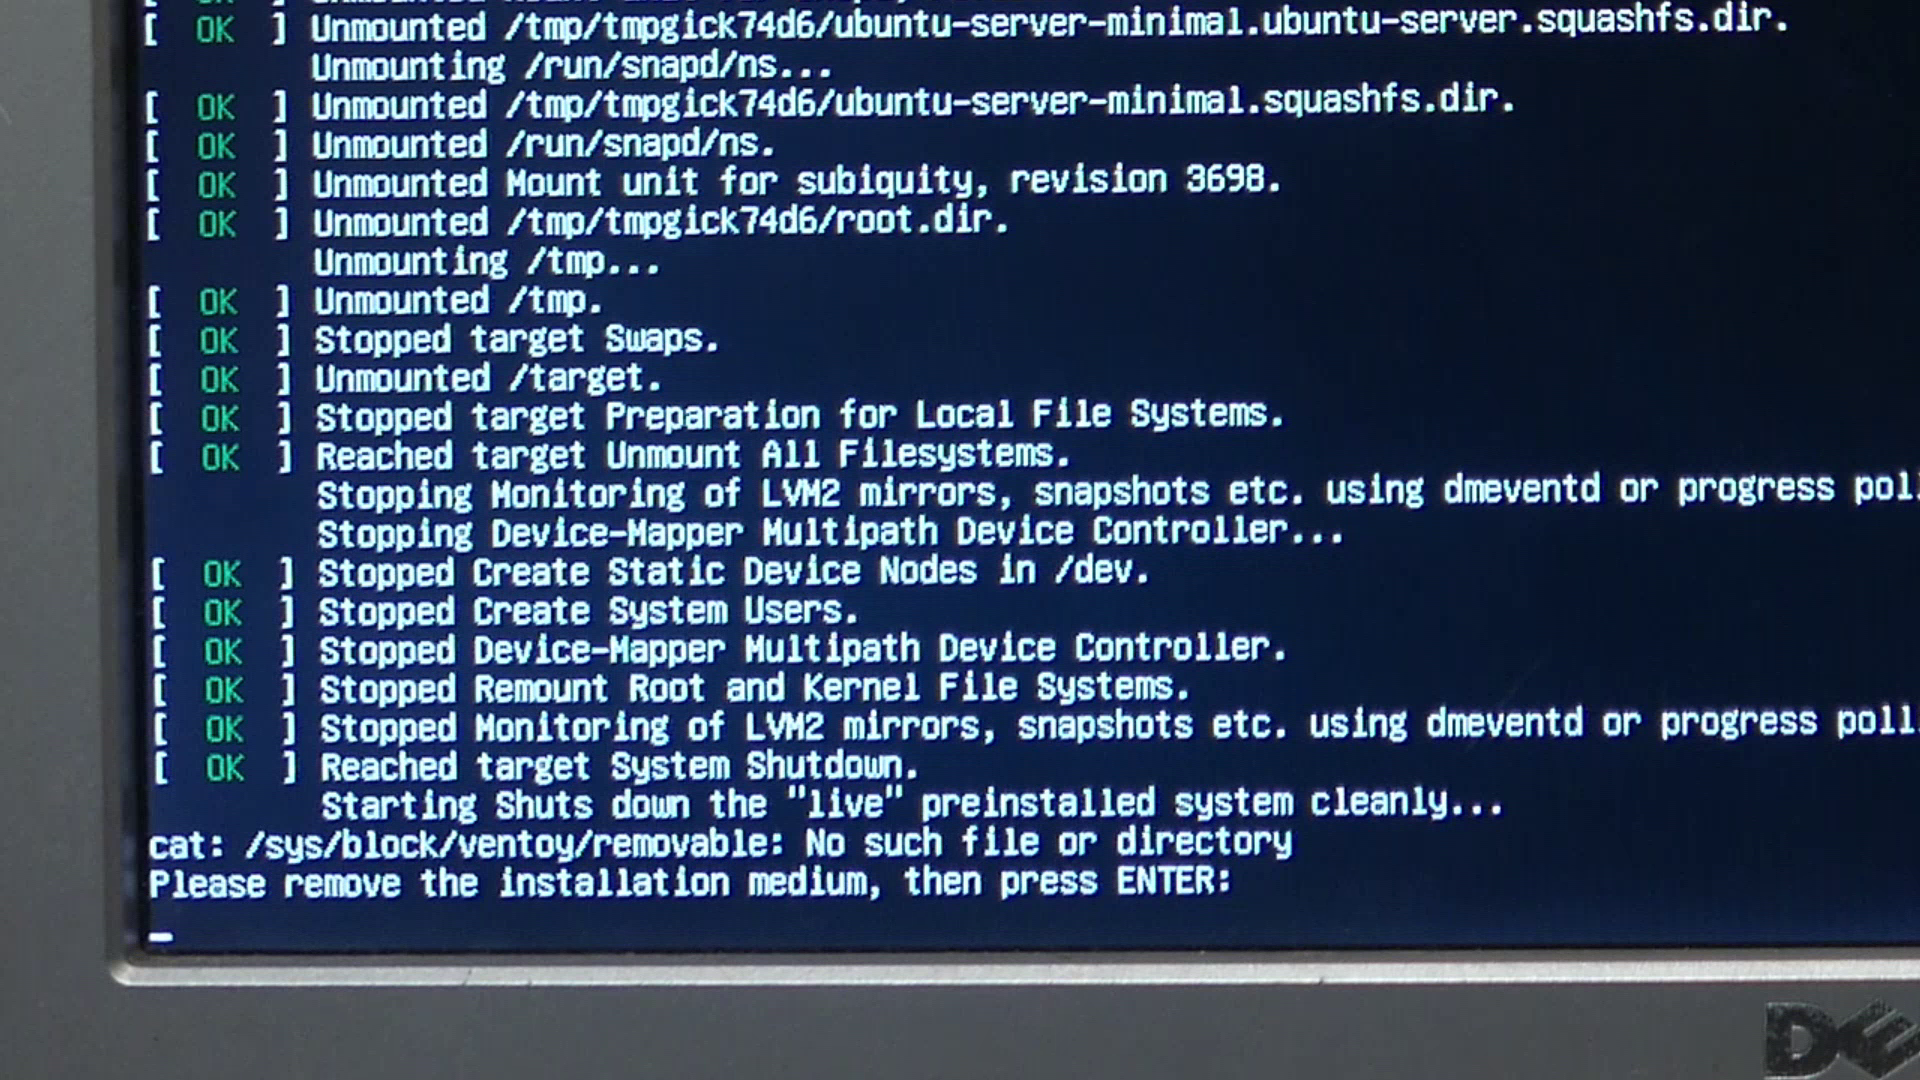 [  OK  ] Unmounted /tmp/tmpgick74d6/ubuntu-server-minimal.ubuntu-server.squashfs.dir.
Unmounting /run/snapd/ns...
[  OK  ] Unmounted /tmp/tmpgick74d6/ubuntu-server-minimal.squashfs.dir.
[  OK  ] Unmounted /run/snapd/ns.
[  OK  ] Unmounted Mount unit for subiquity, revision 3698.
[  OK  ] Unmounted /tmp/tmpgick74d6/root.dir.
Unmounting /tmp...
[  OK  ] Unmounted /tmp.
[  OK  ] Stopped target Swaps.
[  OK  ] Unmounted /target.
[  OK  ] Stopped target Preparation for Local File Systems.
[  OK  ] Reached target Unmount All Filesystems.
Stopping Monitoring of LVM2 mirrors, snapshots etc. using dmeventd or progress poll
Stopping Device-Mapper Multipath Device Controller...
[  OK  ] Stopped Create Static Device Nodes in /dev.
[  OK  ] Stopped Create System Users.
[  OK  ] Stopped Device-Mapper Multipath Device Controller.
[  OK  ] Stopped Remount Root and Kernel File Systems.
[  OK  ] Stopped Monitoring of LVM2 mirrors, snapshots etc. using dmeventd or progress poll
[  OK  ] Reached target System Shutdown.
Starting Shuts down the "live" preinstalled system cleanly...
cat: /sys/block/ventoy/removable: No such file or directory
Please remove the installation medium, then press ENTER:
DE